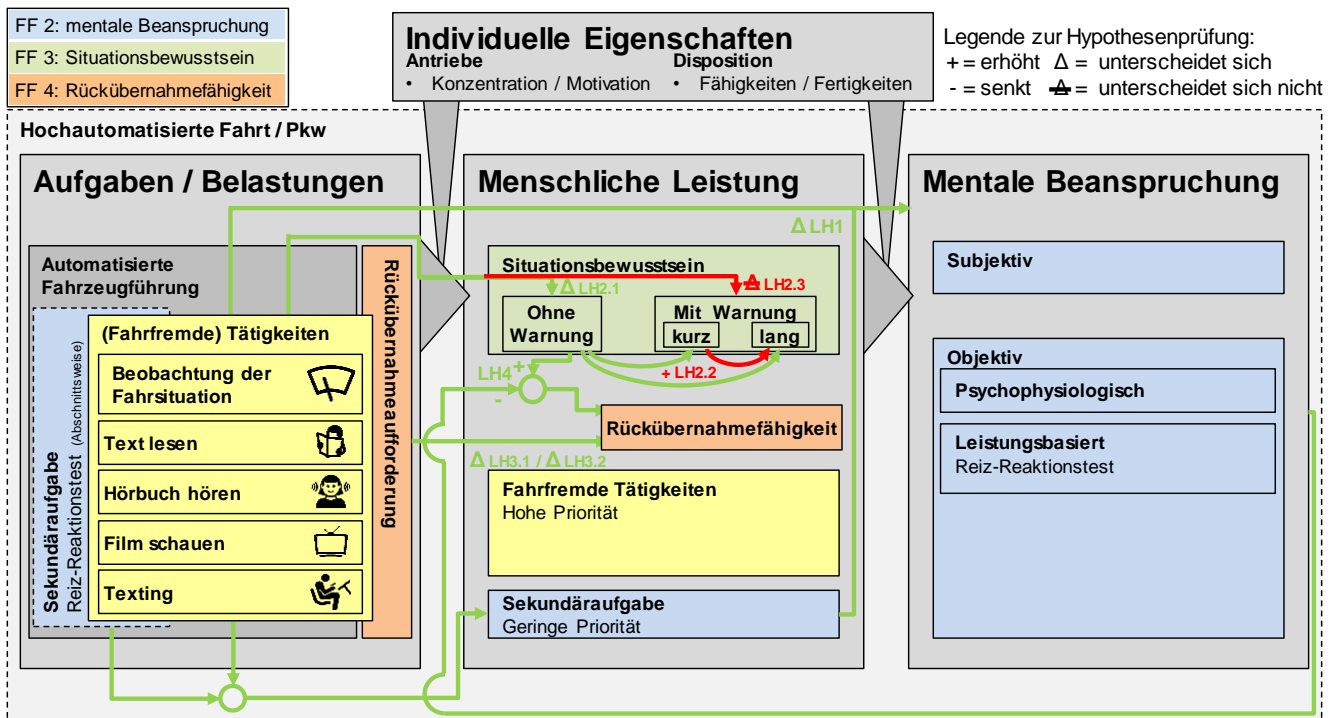 FF 2: mentale Beanspruchung
FF 3: Situationsbewusstsein
FF 4: Rückübernahmefähigkeit
Individuelle Eigenschaften
Antriebe
• Konzentration / Motivation
Disposition
• Fähigkeiten / Fertigkeiten
Legende zur Hypothesenprüfung:
+ = erhöht Δ = unterscheidet sich
- = senkt Δ = unterscheidet sich nicht
Hochautomatisierte Fahrt / Pkw
Aufgaben / Belastungen
Automatisierte
Fahrzeugführung
Sekundäraufgabe
Reiz-Reaktionstest (Abschnittsweise)
(Fahrfremde) Tätigkeiten
Beobachtung der
Fahrsituation
Text lesen
Hörbuch hören
Film schauen
Texting
Rückübernahmeaufforderung
Menschliche Leistung
Δ LH1
Situationsbewusstsein
Δ LH2.1
Δ LH2.3
Ohne
Warnung
Mit Warnung
kurz
lang
+ LH2.2
LH4 +
-
Rückübernahmefähigkeit
Δ LH3.1 / Δ LH3.2
Fahrfremde Tätigkeiten
Hohe Priorität
Sekundäraufgabe
Geringe Priorität
Mentale Beanspruchung
Subjektiv
Objektiv
Psychophysiologisch
Leistungsbasiert
Reiz-Reaktionstest